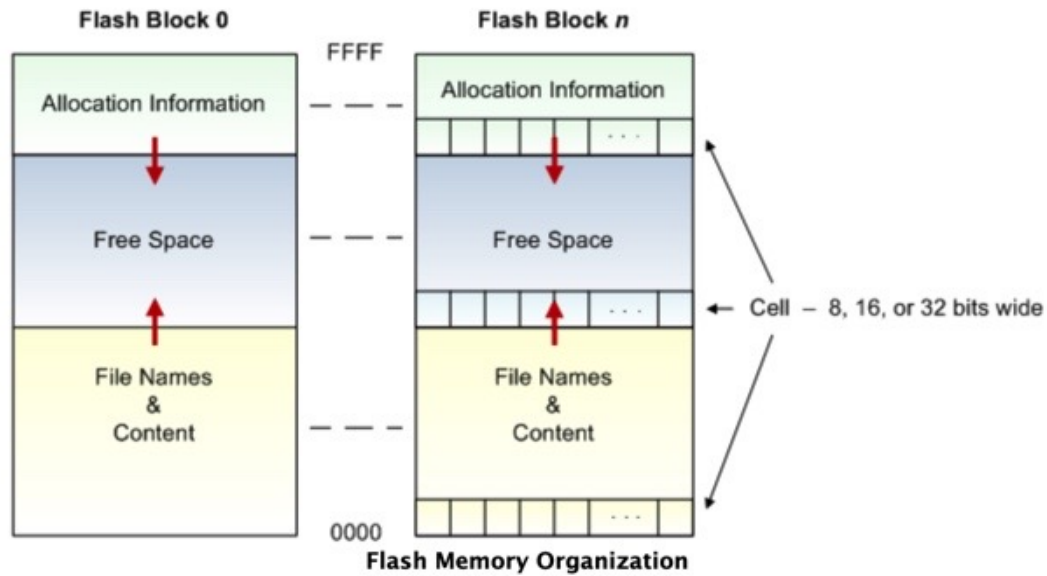 Flash Block 0
Flash Block n
FFFF
Allocation Information
Allocation Information
. . .
Free Space
Free Space
. . .
Cell – 8, 16, or 32 bits wide
File Names
&
Content
File Names
&
Content
. . .
0000
Flash Memory Organization